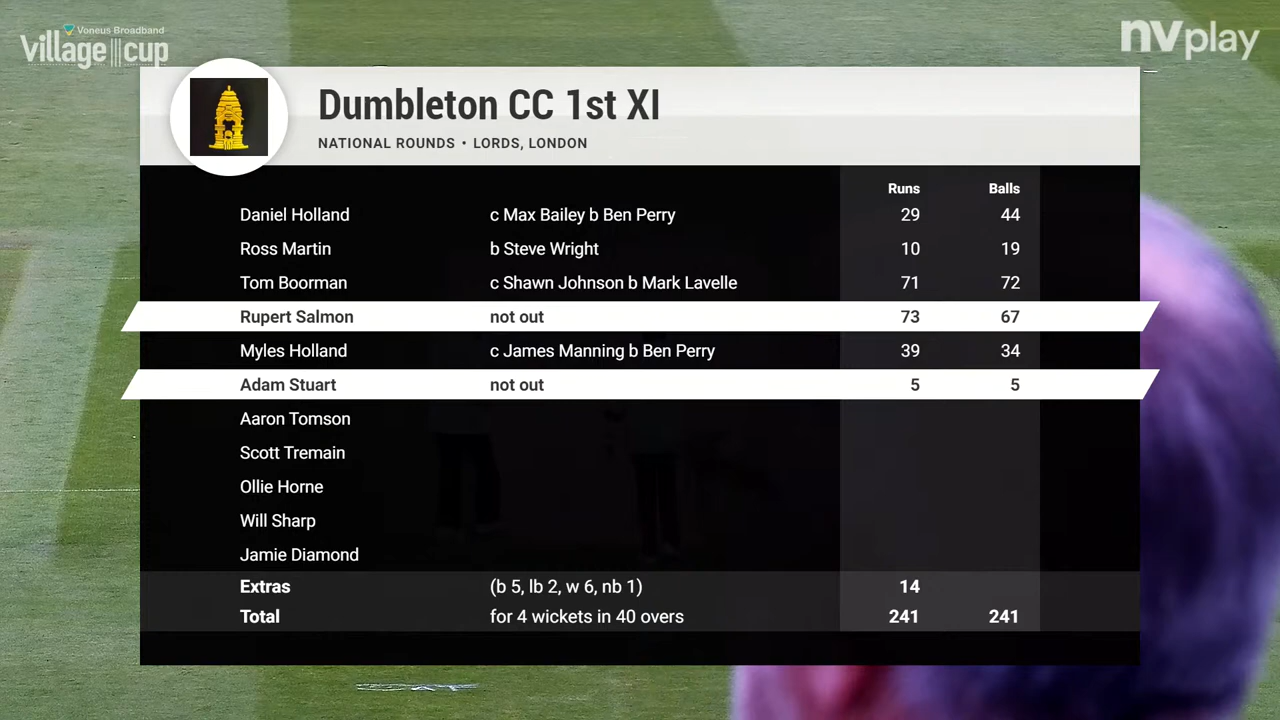 Voneus Broadband
village cup
nvplay
Dumbleton CC 1st XI
NATIONAL ROUNDS • LORDS, LONDON
Runs Balls
Daniel Holland c Max Bailey b Ben Perry 29 44
Ross Martin b Steve Wright 10 19
Tom Boorman c Shawn Johnson b Mark Lavelle 71 72
Rupert Salmon not out 73 67
Myles Holland c James Manning b Ben Perry 39 34
Adam Stuart not out 5 5
Aaron Tomson
Scott Tremain
Ollie Horne
Will Sharp
Jamie Diamond
Extras (b 5, lb 2, w 6, nb 1) 14
Total for 4 wickets in 40 overs 241 241